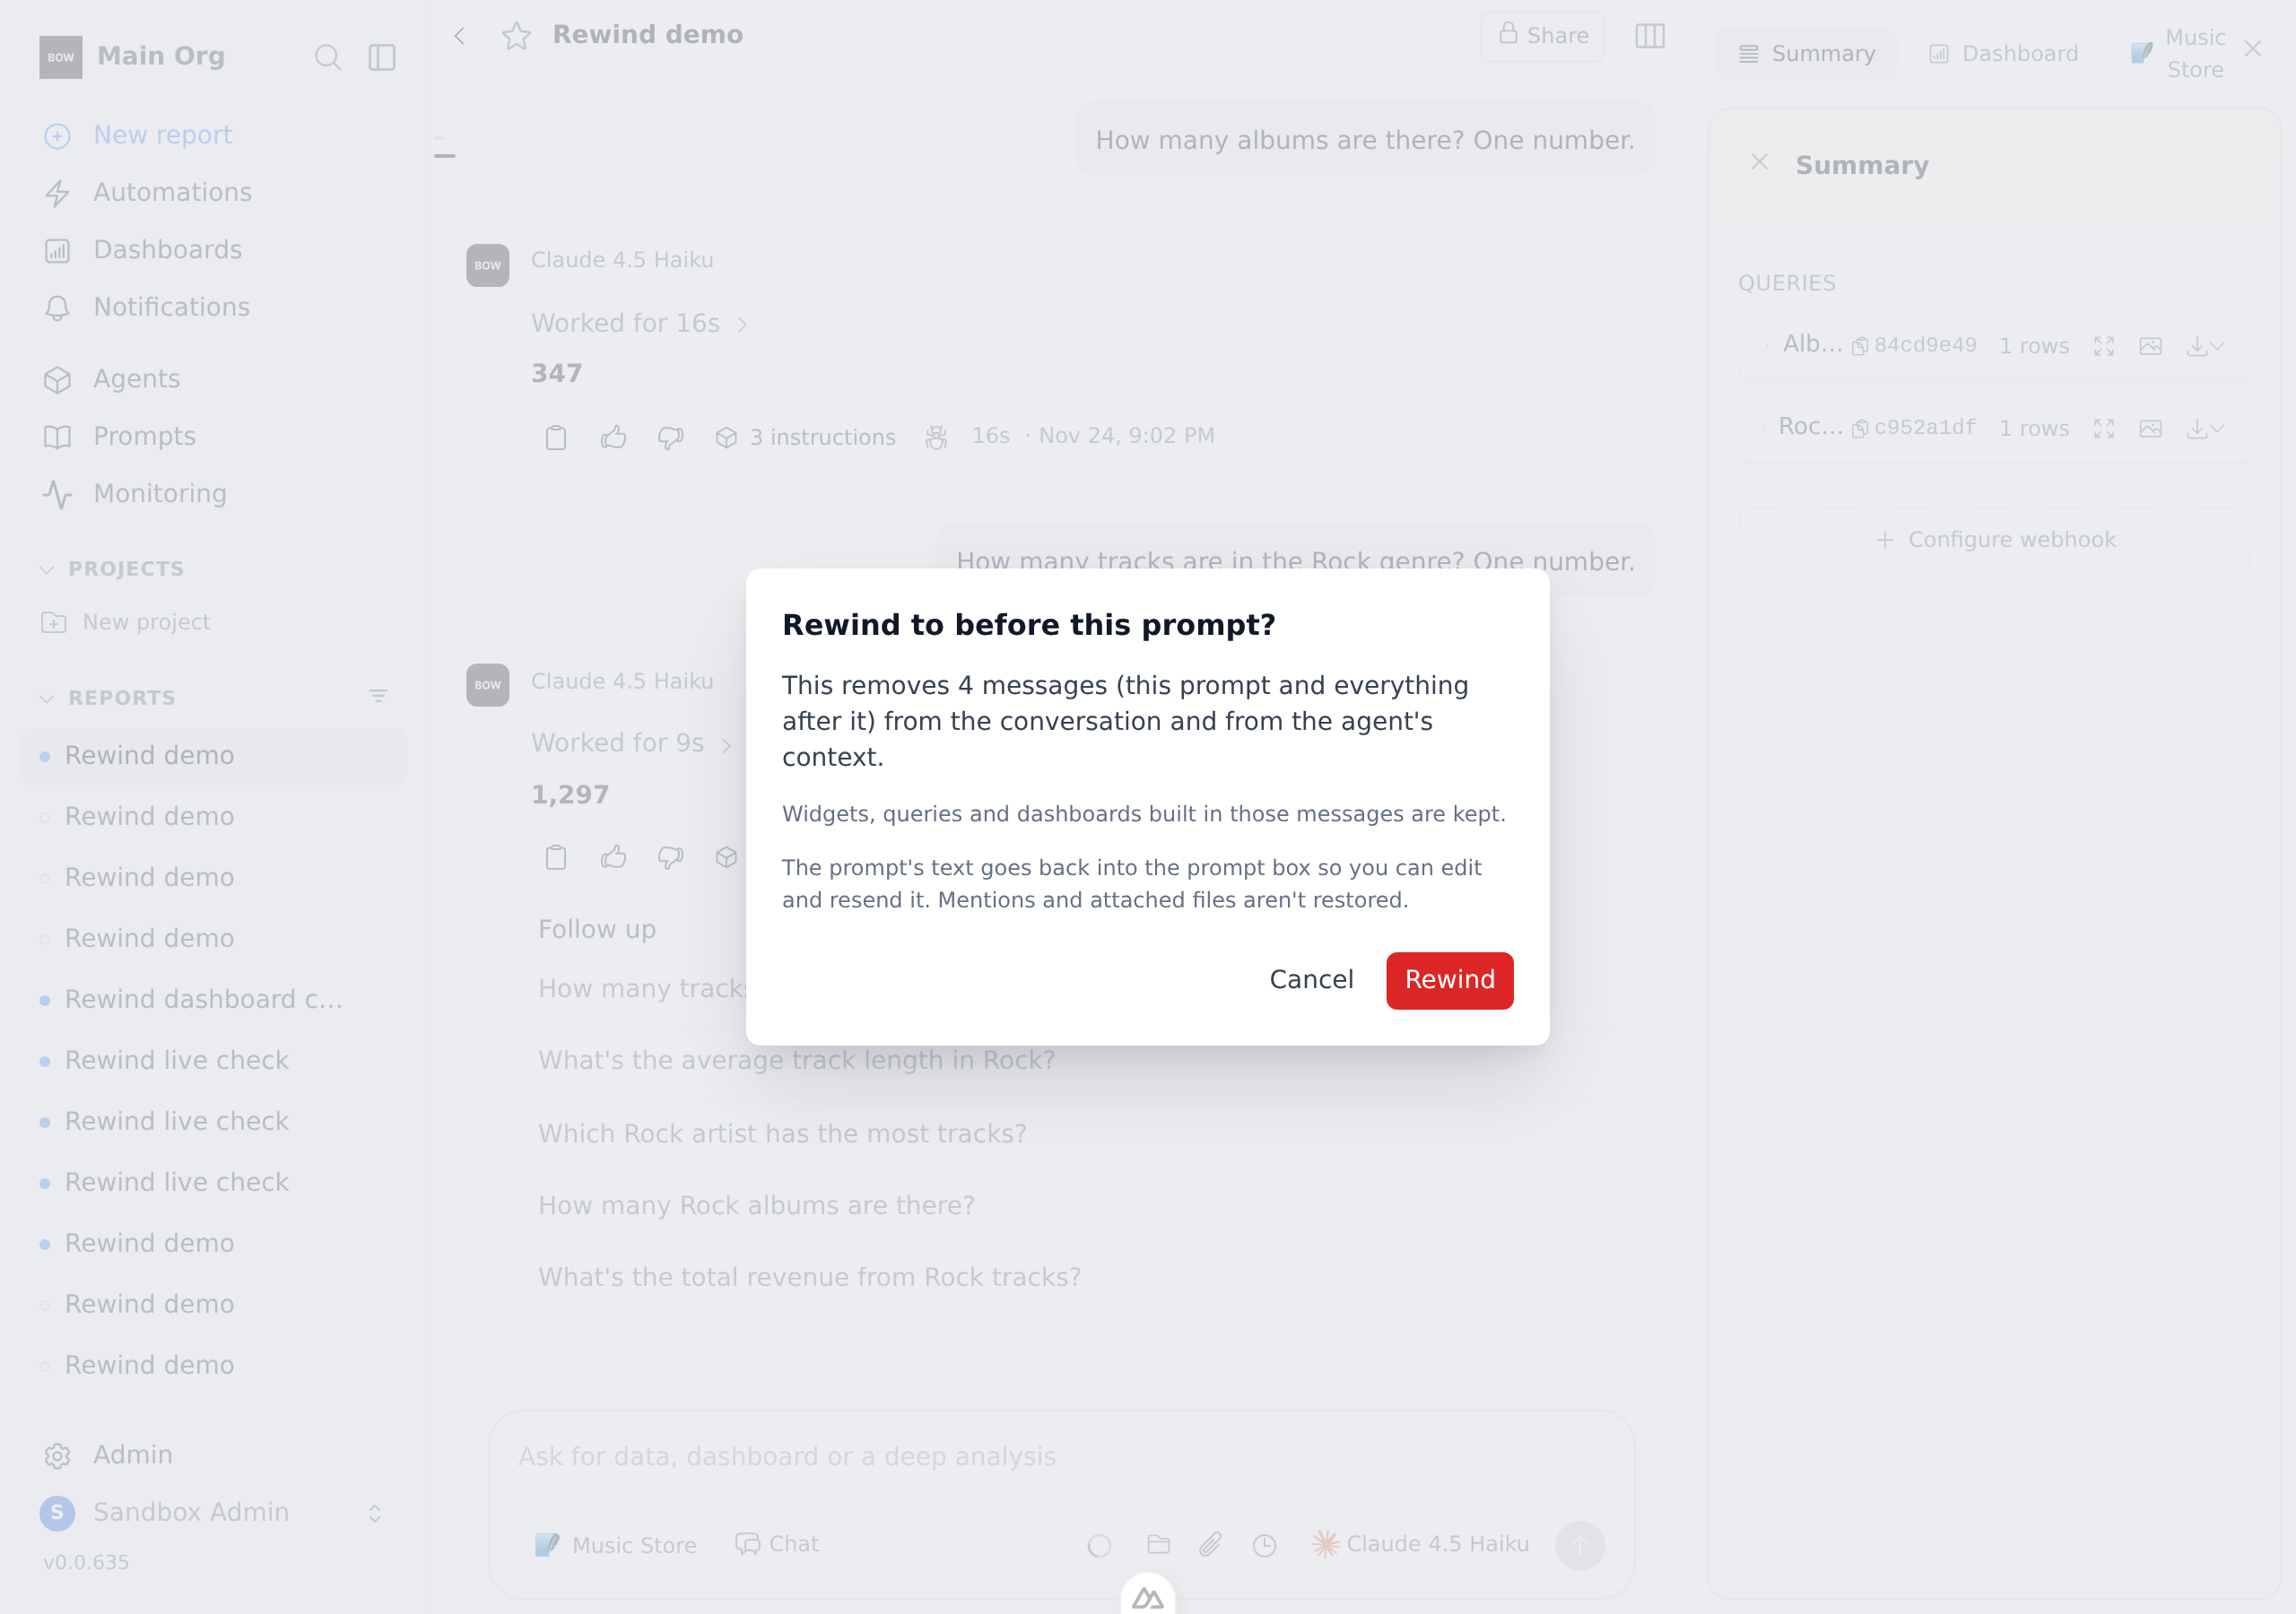 BOW
Main Org
New report
Automations
Dashboards
Notifications
Agents
Prompts
Monitoring
PROJECTS
New project
REPORTS
Rewind demo
Rewind demo
Rewind demo
Rewind demo
Rewind dashboard c...
Rewind live check
Rewind live check
Rewind live check
Rewind demo
Rewind demo
Rewind demo
Admin
S
Sandbox Admin
v0.0.635
Rewind demo
Share
How many albums are there? One number.
BOW
Claude 4.5 Haiku
Worked for 16s
347
3 instructions
16s · Nov 24, 9:02 PM
How many tracks are in the Rock genre? One number.
BOW
Claude 4.5 Haiku
Worked for 9s
1,297
Follow up
How many tracks
What's the average track length in Rock?
Which Rock artist has the most tracks?
How many Rock albums are there?
What's the total revenue from Rock tracks?
Rewind to before this prompt?
This removes 4 messages (this prompt and everything
after it) from the conversation and from the agent's
context.
Widgets, queries and dashboards built in those messages are kept.
The prompt's text goes back into the prompt box so you can edit
and resend it. Mentions and attached files aren't restored.
Cancel
Rewind
Ask for data, dashboard or a deep analysis
Music Store
Chat
Claude 4.5 Haiku
Summary
Dashboard
Music
Store
Summary
QUERIES
Alb... 84cd9e49 1 rows
Roc... c952a1df 1 rows
Configure webhook